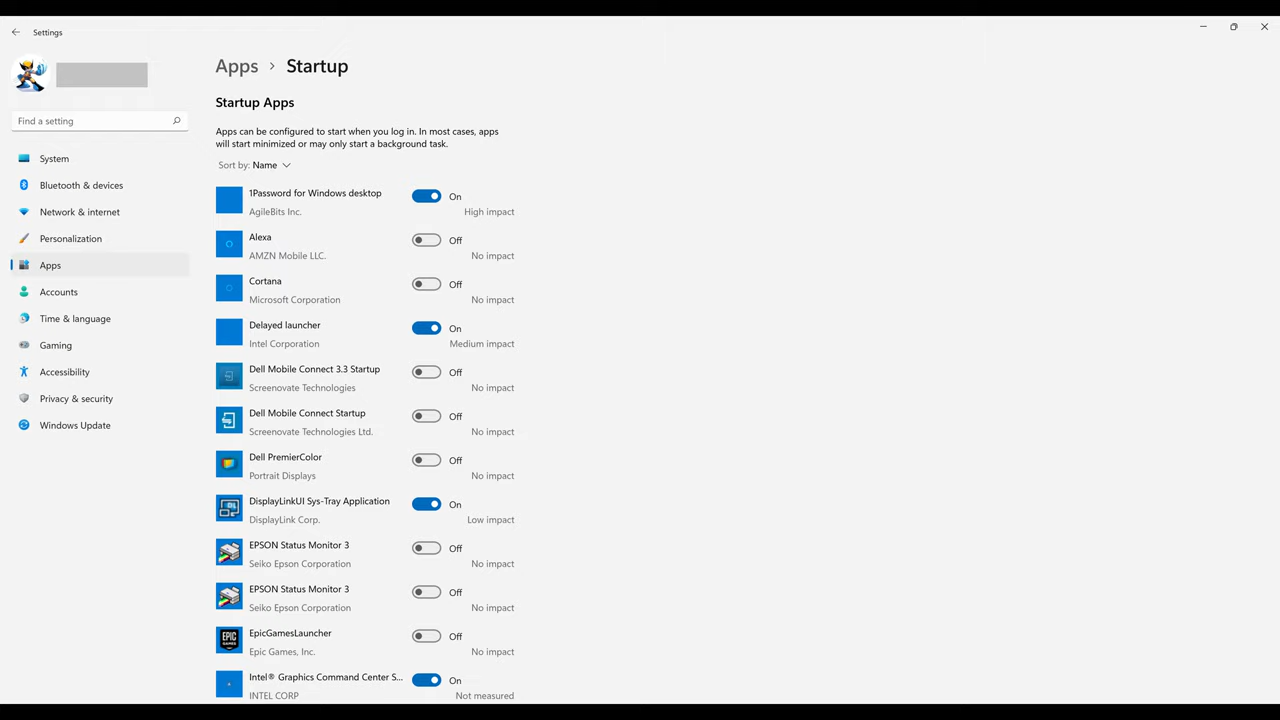 Settings
Apps > Startup
Find a setting
System
Bluetooth & devices
Network & internet
Personalization
Apps
Accounts
Time & language
Gaming
Accessibility
Privacy & security
Windows Update
Startup Apps
Apps can be configured to start when you log in. In most cases, apps
will start minimized or may only start a background task.
Sort by: Name
1Password for Windows desktop On
AgileBits Inc. High impact
Alexa Off
AMZN Mobile LLC. No impact
Cortana Off
Microsoft Corporation No impact
Delayed launcher On
Intel Corporation Medium impact
Dell Mobile Connect 3.3 Startup Off
Screenovate Technologies No impact
Dell Mobile Connect Startup Off
Screenovate Technologies Ltd. No impact
Dell PremierColor Off
Portrait Displays No impact
DisplayLinkUI Sys-Tray Application On
DisplayLink Corp. Low impact
EPSON Status Monitor 3 Off
Seiko Epson Corporation No impact
EPSON Status Monitor 3 Off
Seiko Epson Corporation No impact
EPIC
GAMES
EpicGamesLauncher Off
Epic Games, Inc. No impact
Intel® Graphics Command Center S... On
INTEL CORP Not measured